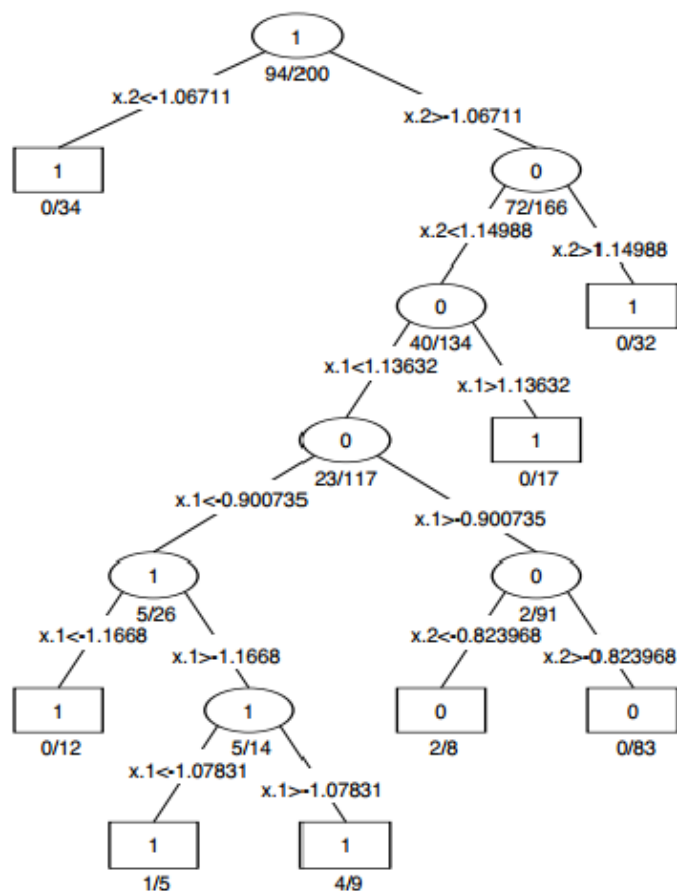 1
94/200
x.2<-1.06711
x.2>-1.06711
1
0/34
0
72/166
x.2<1.14988
x.2>1.14988
0
40/134
1
0/32
x.1<1.13632
x.1>1.13632
0
23/117
1
0/17
x.1<-0.900735
x.1>-0.900735
1
5/26
0
2/91
x.1<-1.1668
x.1>-1.1668
x.2<-0.823968
x.2>-0.823968
1
0/12
1
5/14
0
2/8
0
0/83
x.1<-1.07831
x.1>-1.07831
1
1/5
1
4/9